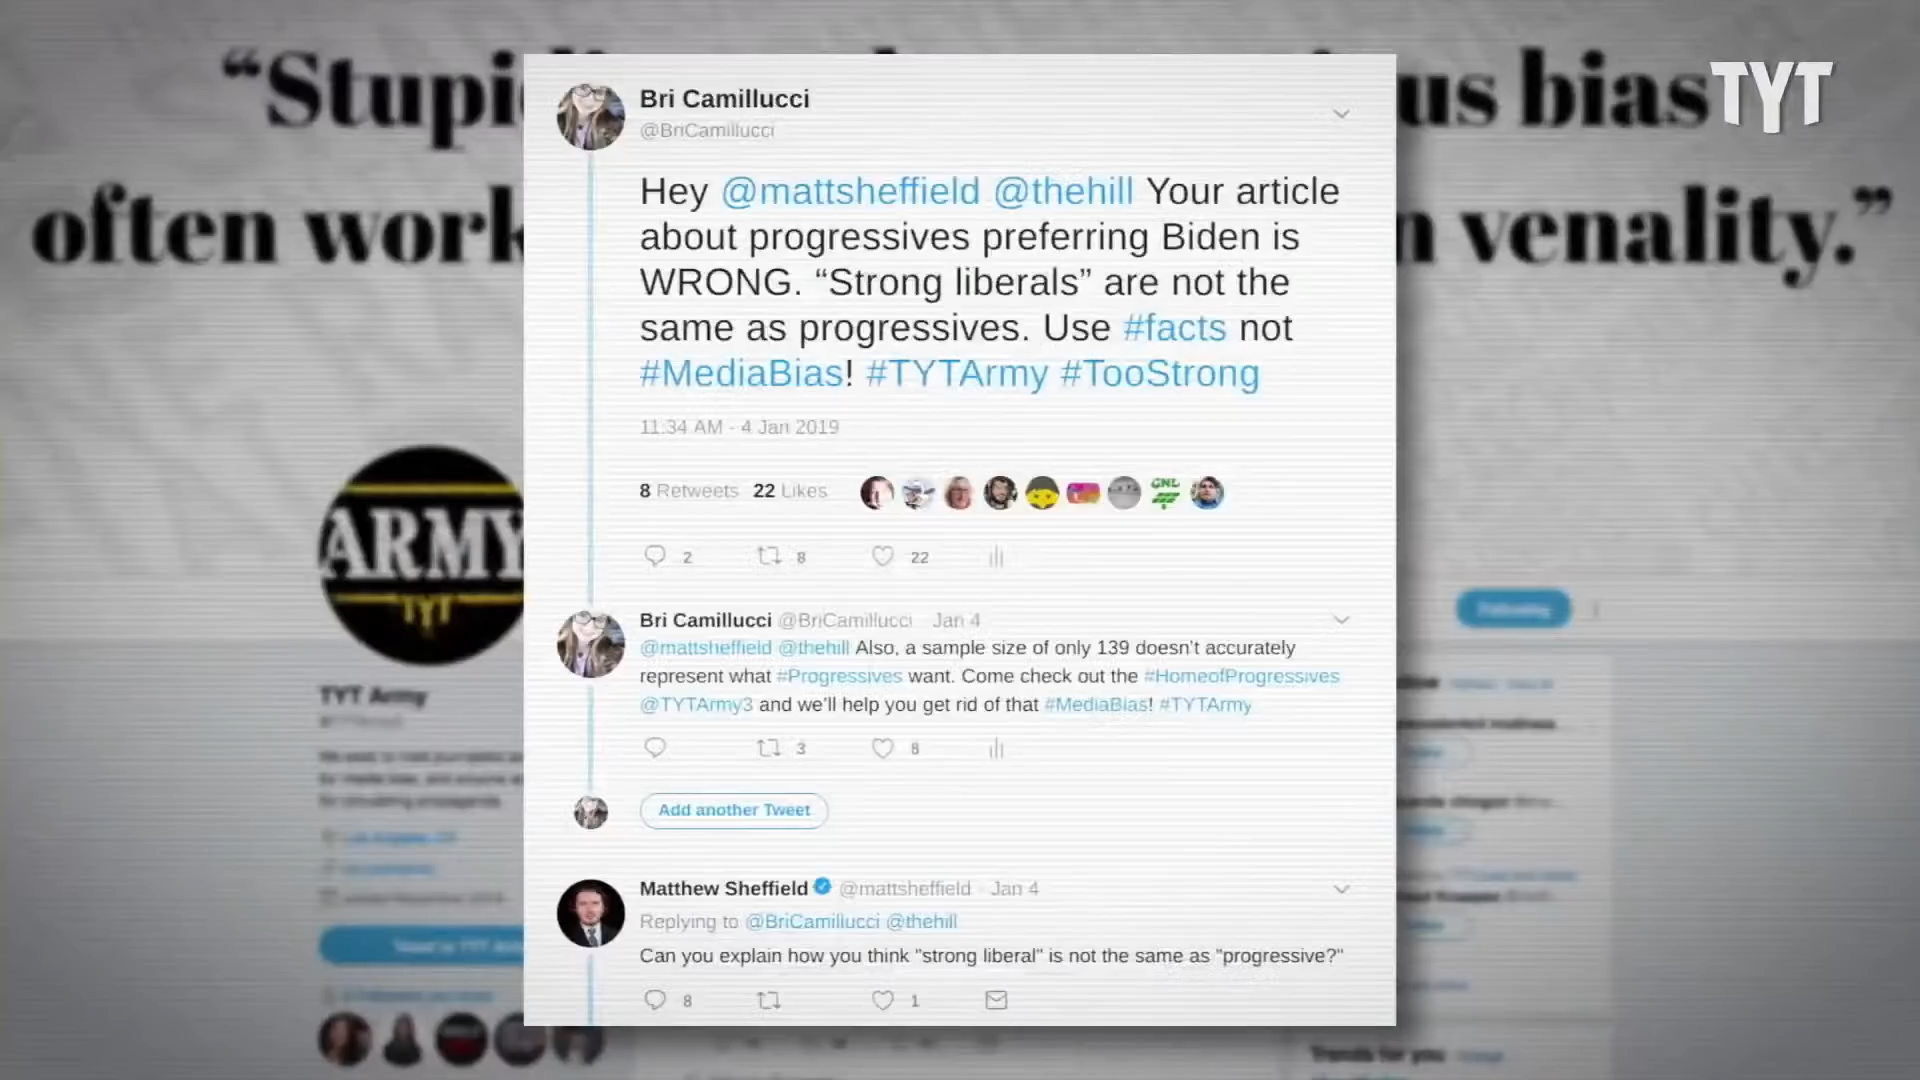 “Stupi
us bias
TYT
often work
n venality.”
Bri Camillucci
@BriCamillucci
Hey @mattsheffield @thehill Your article
about progressives preferring Biden is
WRONG. “Strong liberals” are not the
same as progressives. Use #facts not
#MediaBias! #TYTArmy #TooStrong
11:34 AM - 4 Jan 2019
8 Retweets 22 Likes
GNL
2 8 22
Bri Camillucci @BriCamillucci · Jan 4
@mattsheffield @thehill Also, a sample size of only 139 doesn’t accurately
represent what #Progressives want. Come check out the #HomeofProgressives
@TYTArmy3 and we’ll help you get rid of that #MediaBias! #TYTArmy
3 8
Add another Tweet
Matthew Sheffield @mattsheffield · Jan 4
Replying to @BriCamillucci @thehill
Can you explain how you think "strong liberal" is not the same as "progressive?"
8 1
ARMY
TYT
TYT Army
Following
Trends for you